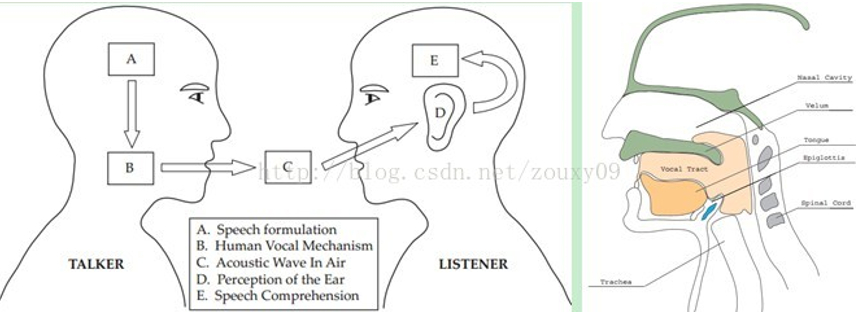 A
B
C
D
E
http://blog.csdn.net/zouxy09
A. Speech formulation
B. Human Vocal Mechanism
C. Acoustic Wave In Air
D. Perception of the Ear
E. Speech Comprehension
TALKER
LISTENER
Nasal Cavity
Velum
Tongue
Epiglottis
Vocal Tract
Spinal Cord
Trachea